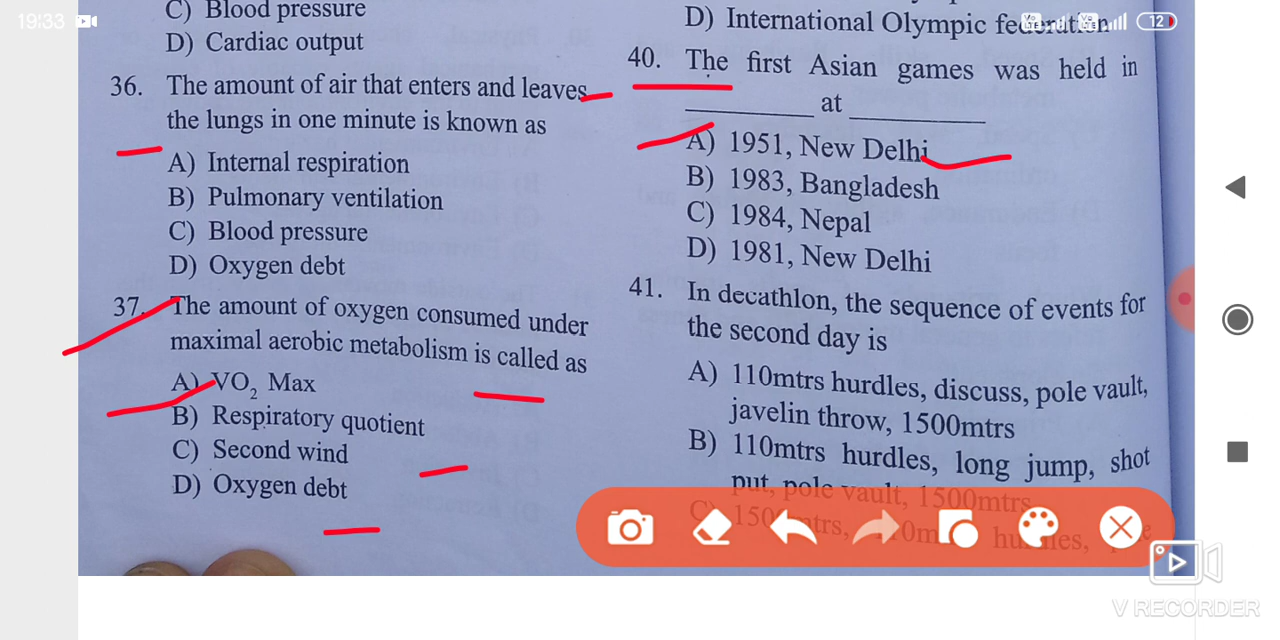 19:33
12
C) Blood pressure
D) Cardiac output
36. The amount of air that enters and leaves
the lungs in one minute is known as
A) Internal respiration
B) Pulmonary ventilation
C) Blood pressure
D) Oxygen debt
37. The amount of oxygen consumed under
maximal aerobic metabolism is called as
A) VO2 Max
B) Respiratory quotient
C) Second wind
D) Oxygen debt
D) International Olympic federation
40. The first Asian games was held in
__________ at __________
A) 1951, New Delhi
B) 1983, Bangladesh
C) 1984, Nepal
D) 1981, New Delhi
41. In decathlon, the sequence of events for
the second day is
A) 110mtrs hurdles, discuss, pole vault,
javelin throw, 1500mtrs
B) 110mtrs hurdles, long jump, shot
put, pole vault, 1500mtrs
C)
V RECORDER